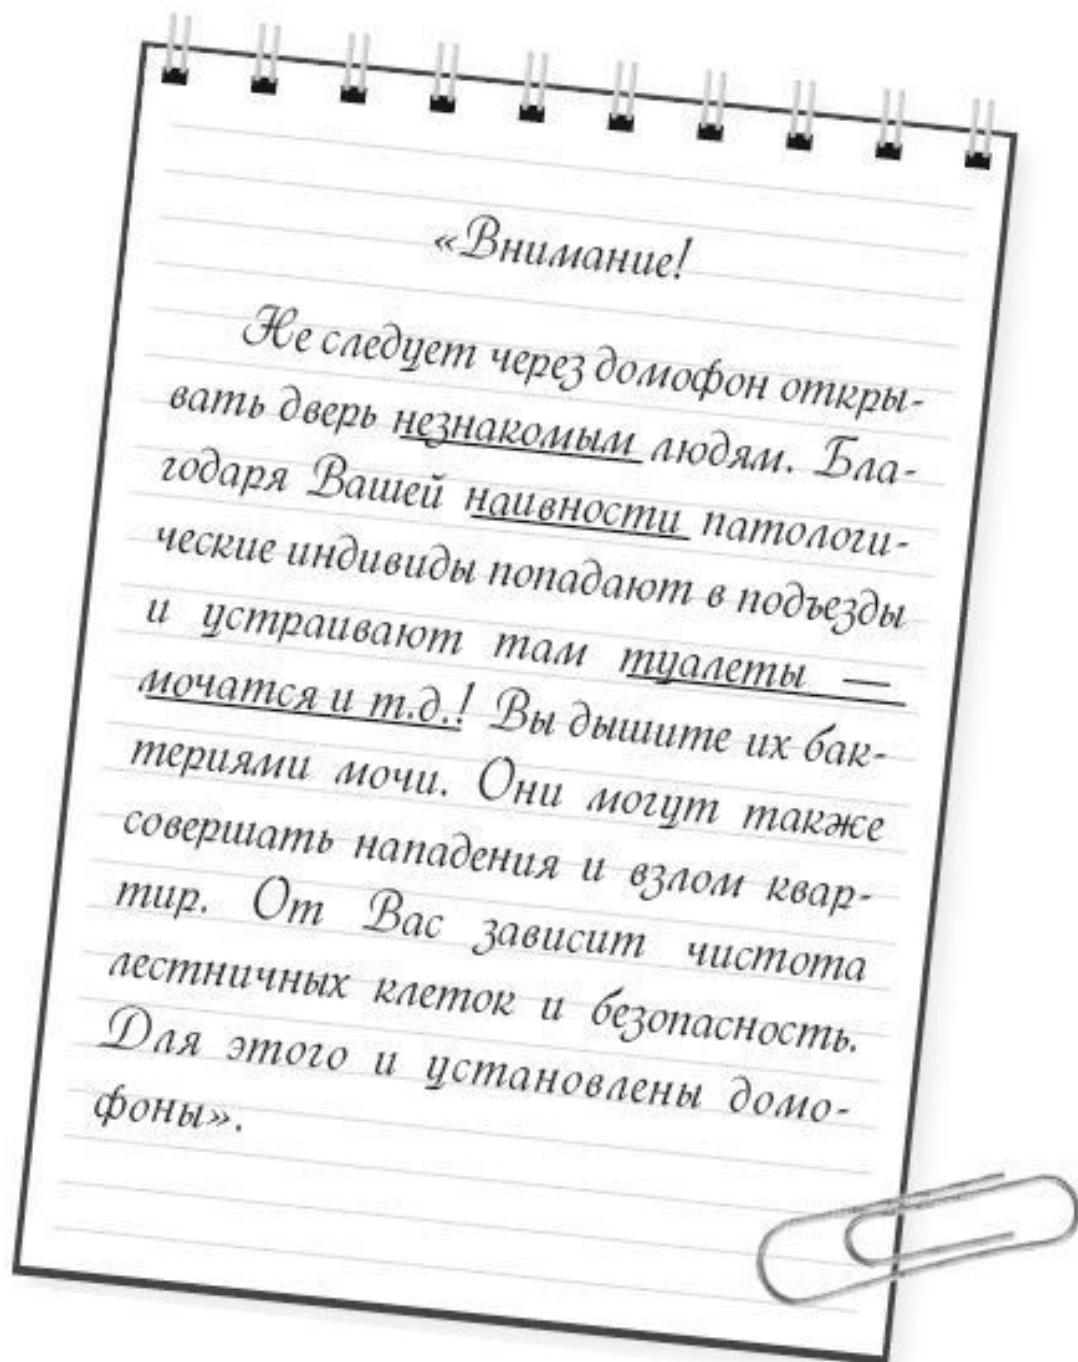 «Внимание!
Не следует через домофон откры-
вать дверь незнакомым людям. Бла-
годаря Вашей наивности патологи-
ческие индивиды попадают в подъезды
и устраивают там туалеты —
мочатся и т.д.! Вы дышите их бак-
териями мочи. Они могут также
совершать нападения и взлом квар-
тир. От Вас зависит чистота
лестничных клеток и безопасность.
Для этого и установлены домо-
фоны».